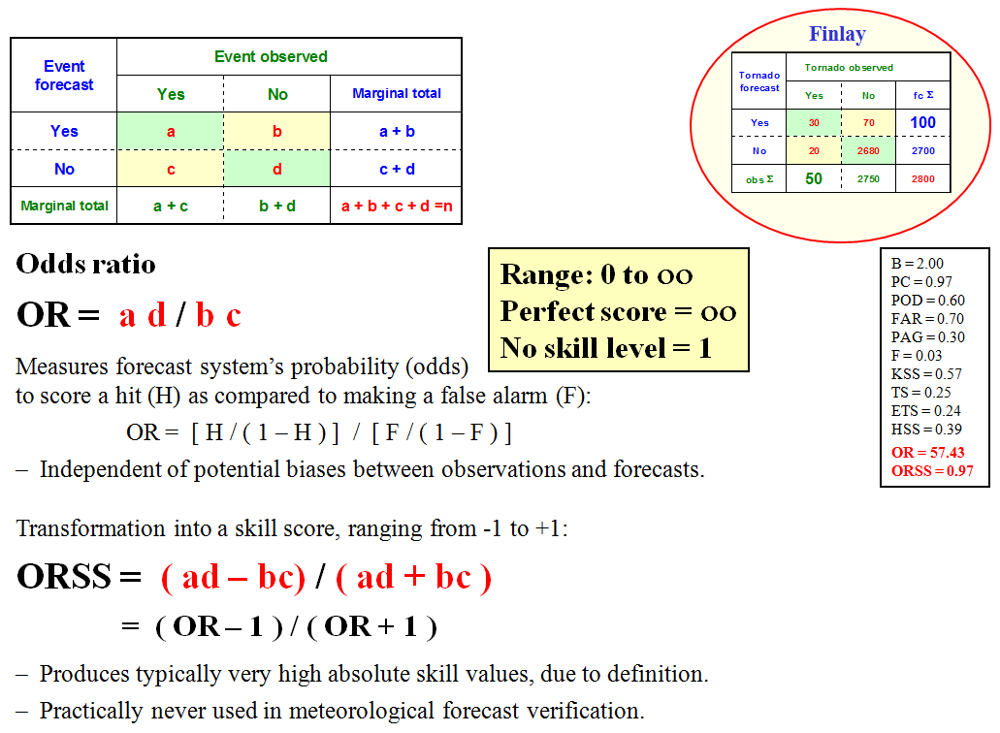 Event forecast
Event observed
Yes
No
Marginal total
Yes
a
b
a + b
No
c
d
c + d
Marginal total
a + c
b + d
a + b + c + d =n
Finlay
Tornado forecast
Tornado observed
Yes
No
fc Σ
Yes
30
70
100
No
20
2680
2700
obs Σ
50
2750
2800
Odds ratio
OR = a d / b c
Range: 0 to ∞
Perfect score = ∞
No skill level = 1
Measures forecast system's probability (odds)
to score a hit (H) as compared to making a false alarm (F):
OR = [ H / ( 1 – H ) ] / [ F / ( 1 – F ) ]
– Independent of potential biases between observations and forecasts.
B = 2.00
PC = 0.97
POD = 0.60
FAR = 0.70
PAG = 0.30
F = 0.03
KSS = 0.57
TS = 0.25
ETS = 0.24
HSS = 0.39
OR = 57.43
ORSS = 0.97
Transformation into a skill score, ranging from -1 to +1:
ORSS = ( ad – bc) / ( ad + bc )
= ( OR – 1 ) / ( OR + 1 )
– Produces typically very high absolute skill values, due to definition.
– Practically never used in meteorological forecast verification.